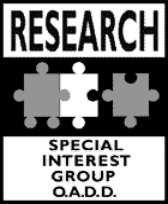 RESEARCH
SPECIAL
INTEREST
GROUP
O.A.D.D.